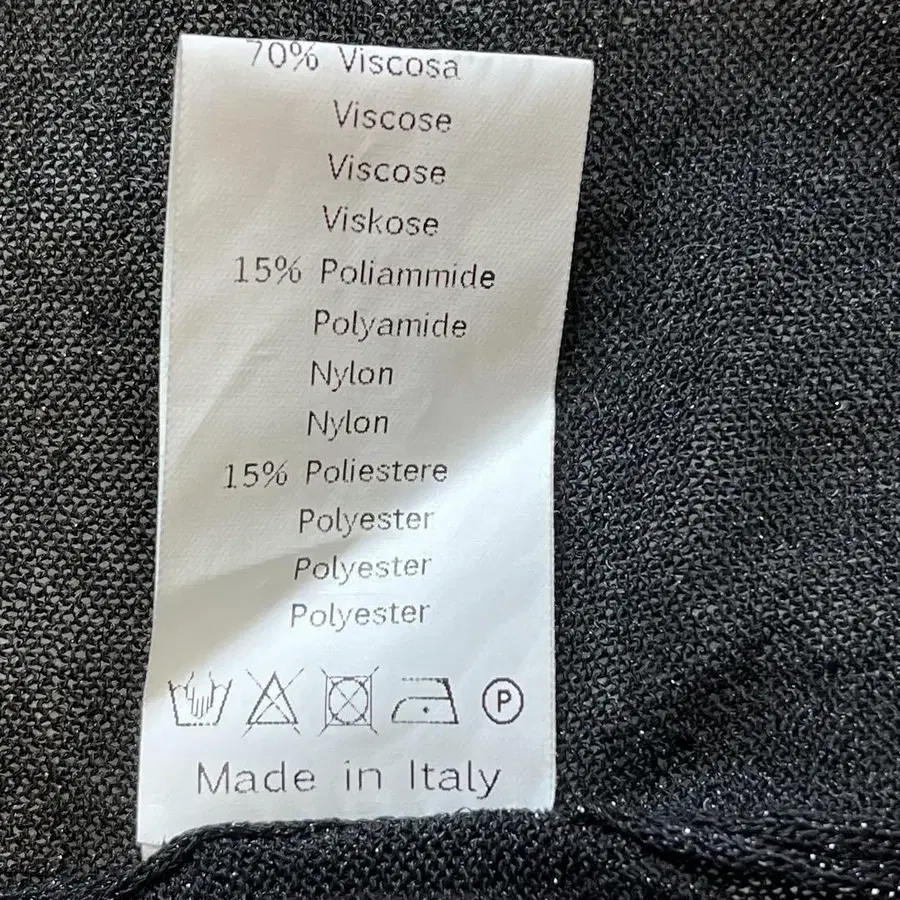 70% Viscosa
Viscose
Viscose
Viskose
15% Poliammide
Polyamide
Nylon
Nylon
15% Poliestere
Polyester
Polyester
Polyester
P
Made in Italy